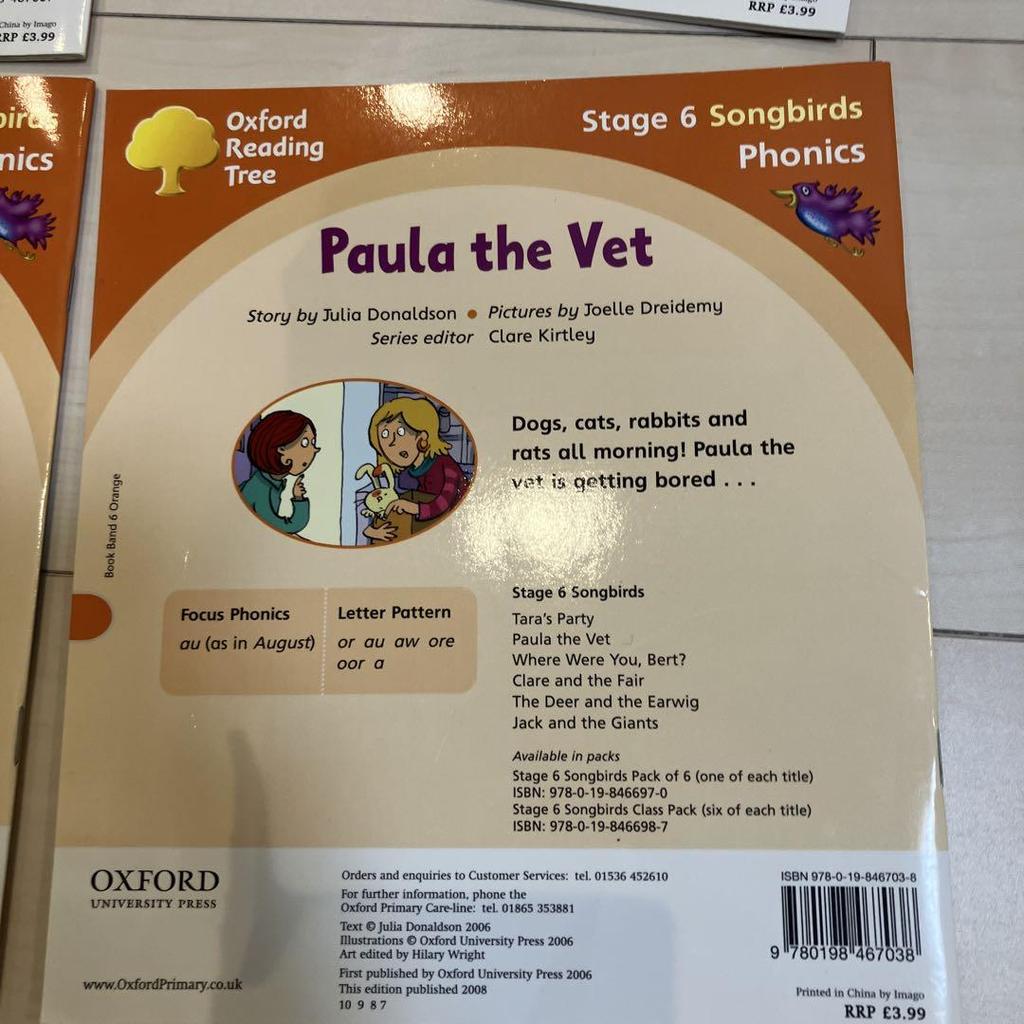 China by Imago
RRP £3.99
RRP £3.99
nics
Oxford
Reading
Tree
Stage 6 Songbirds
Phonics
Paula the Vet
Story by Julia Donaldson • Pictures by Joelle Dreidemy
Series editor Clare Kirtley
Dogs, cats, rabbits and
rats all morning! Paula the
vet is getting bored . . .
Book Band 6 Orange
Focus Phonics
au (as in August)
Letter Pattern
or au aw ore
oor a
Stage 6 Songbirds
Tara's Party
Paula the Vet
Where Were You, Bert?
Clare and the Fair
The Deer and the Earwig
Jack and the Giants
Available in packs
Stage 6 Songbirds Pack of 6 (one of each title)
ISBN: 978-0-19-846697-0
Stage 6 Songbirds Class Pack (six of each title)
ISBN: 978-0-19-846698-7
OXFORD
UNIVERSITY PRESS
www.OxfordPrimary.co.uk
Orders and enquiries to Customer Services: tel. 01536 452610
For further information, phone the
Oxford Primary Care-line: tel. 01865 353881
Text © Julia Donaldson 2006
Illustrations © Oxford University Press 2006
Art edited by Hilary Wright
First published by Oxford University Press 2006
This edition published 2008
10 9 8 7
ISBN 978-0-19-846703-8
9 780198 467038
Printed in China by Imago
RRP £3.99